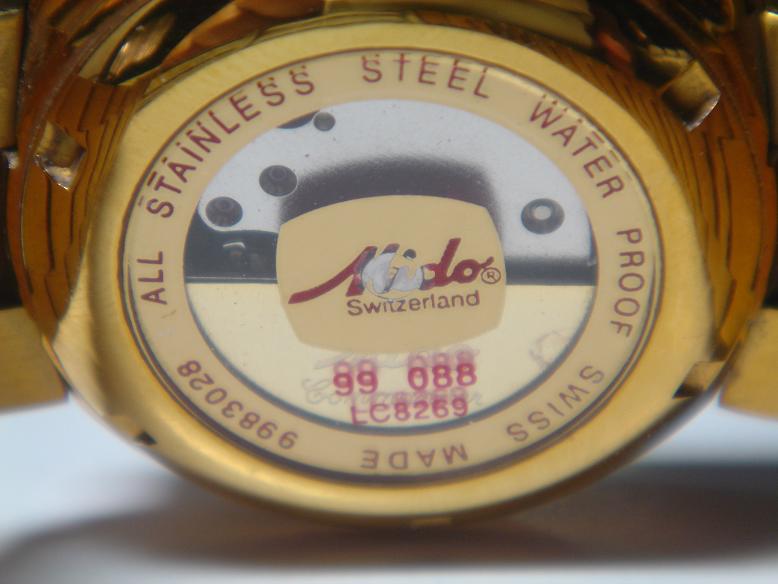 ALL STAINLESS STEEL WATER PROOF SWISS MADE 9983028
Mido®
Switzerland
99 088
LC8269